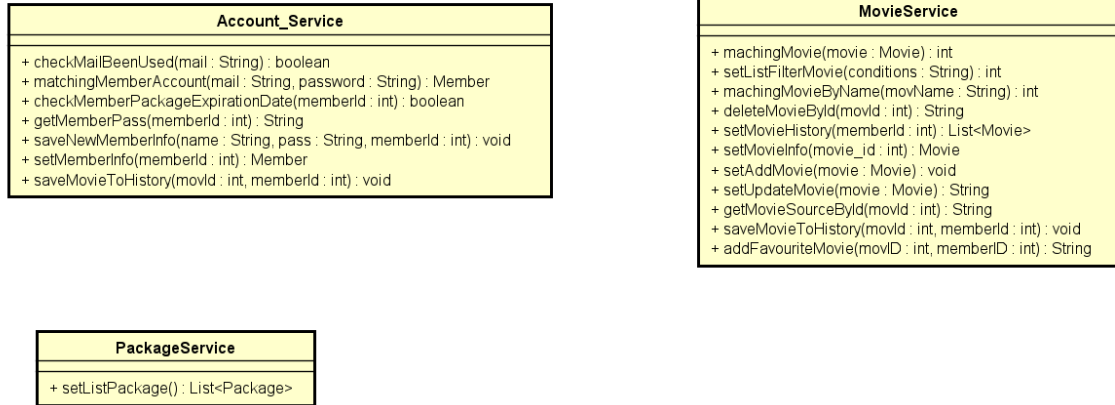 Account_Service
+ checkMailBeenUsed(mail : String) : boolean
+ matchingMemberAccount(mail : String, password : String) : Member
+ checkMemberPackageExpirationDate(memberId : int) : boolean
+ getMemberPass(memberId : int) : String
+ saveNewMemberInfo(name : String, pass : String, memberId : int) : void
+ setMemberInfo(memberId : int) : Member
+ saveMovieToHistory(movId : int, memberId : int) : void
MovieService
+ machingMovie(movie : Movie) : int
+ setListFilterMovie(conditions : String) : int
+ machingMovieByName(movName : String) : int
+ deleteMovieById(movId : int) : String
+ setMovieHistory(memberId : int) : List<Movie>
+ setMovieInfo(movie_id : int) : Movie
+ setAddMovie(movie : Movie) : void
+ setUpdateMovie(movie : Movie) : String
+ getMovieSourceById(movId : int) : String
+ saveMovieToHistory(movId : int, memberId : int) : void
+ addFavouriteMovie(movID : int, memberID : int) : String
PackageService
+ setListPackage() : List<Package>